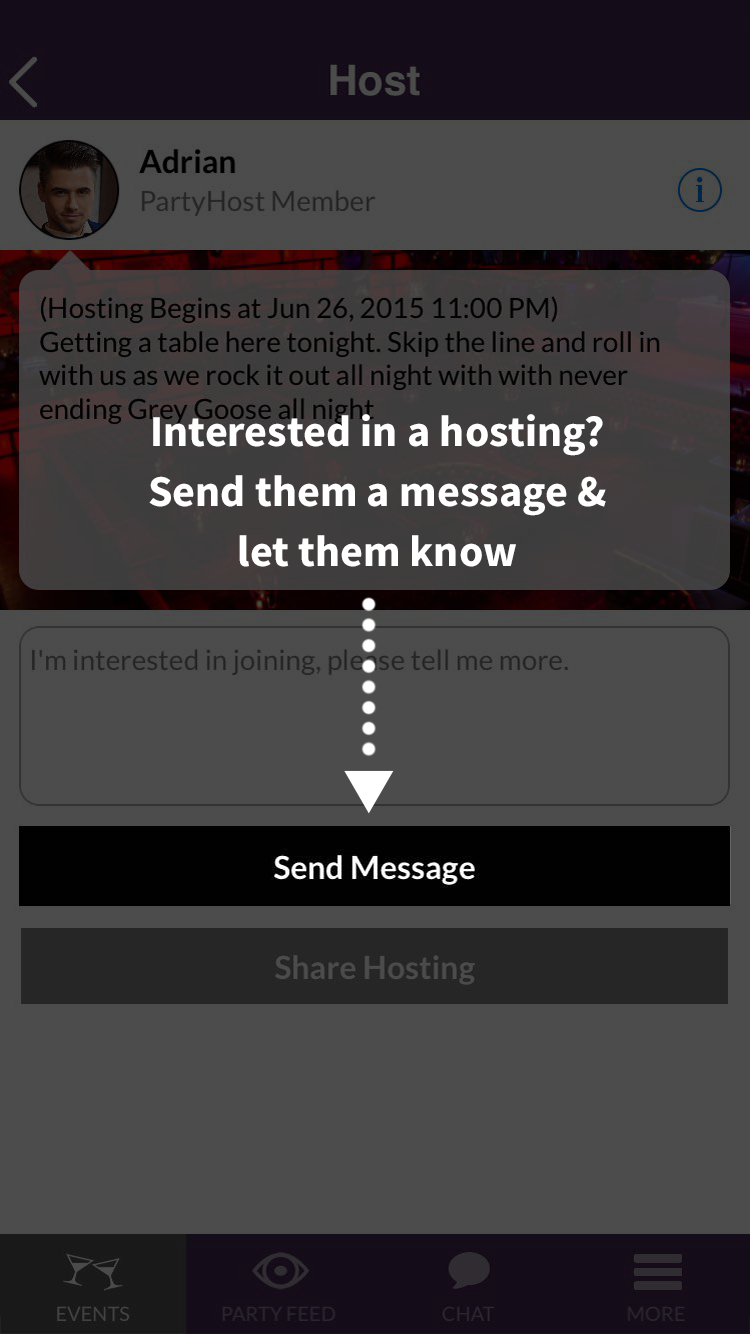 Host
Adrian
PartyHost Member
i
(Hosting Begins at Jun 26, 2015 11:00 PM)
Getting a table here tonight. Skip the line and roll in
with us as we rock it out all night with with never
ending Grey Goose all night
Interested in a hosting?
Send them a message &
let them know
I'm interested in joining, please tell me more.
Send Message
Share Hosting
EVENTS
PARTY FEED
CHAT
MORE